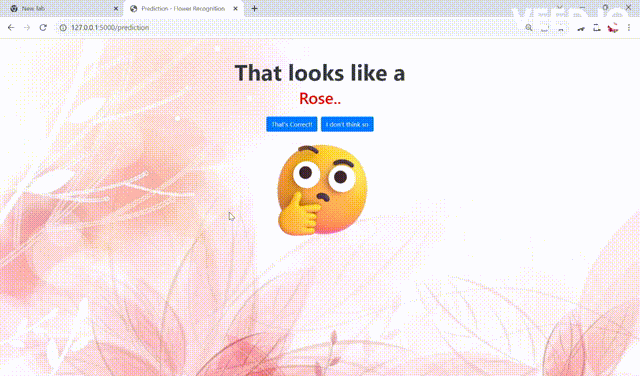 New Tab
Prediction - Flower Recognition
VEED.IO
127.0.0.1:5000/prediction
That looks like a
Rose..
That's Correct!
I don't think so